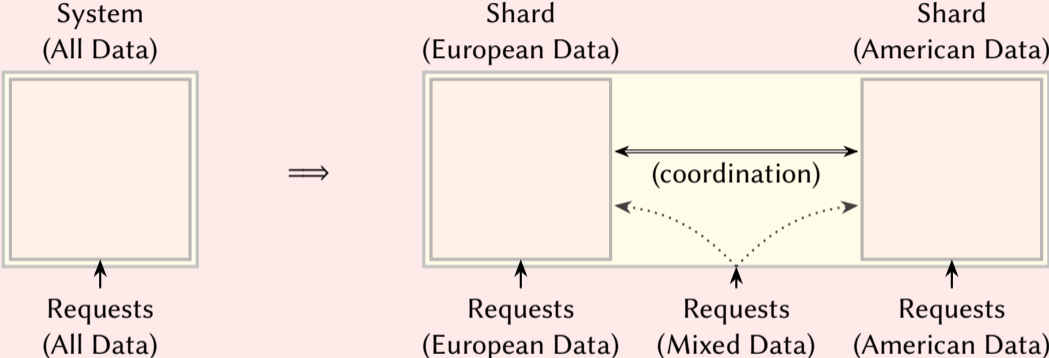 System
(All Data)
Shard
(European Data)
Shard
(American Data)
⟹
(coordination)
Requests
(All Data)
Requests
(European Data)
Requests
(Mixed Data)
Requests
(American Data)